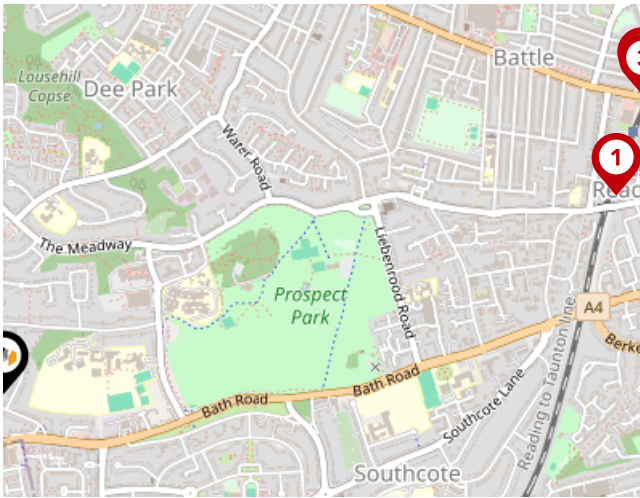 Battle
Lousehill
Copse
Dee Park
1
Water Road
The Meadway
Liebenrood Road
Prospect
Park
A4
Reading to Taunton line
Bath Road
Bath Road
Southcote Lane
Southcote